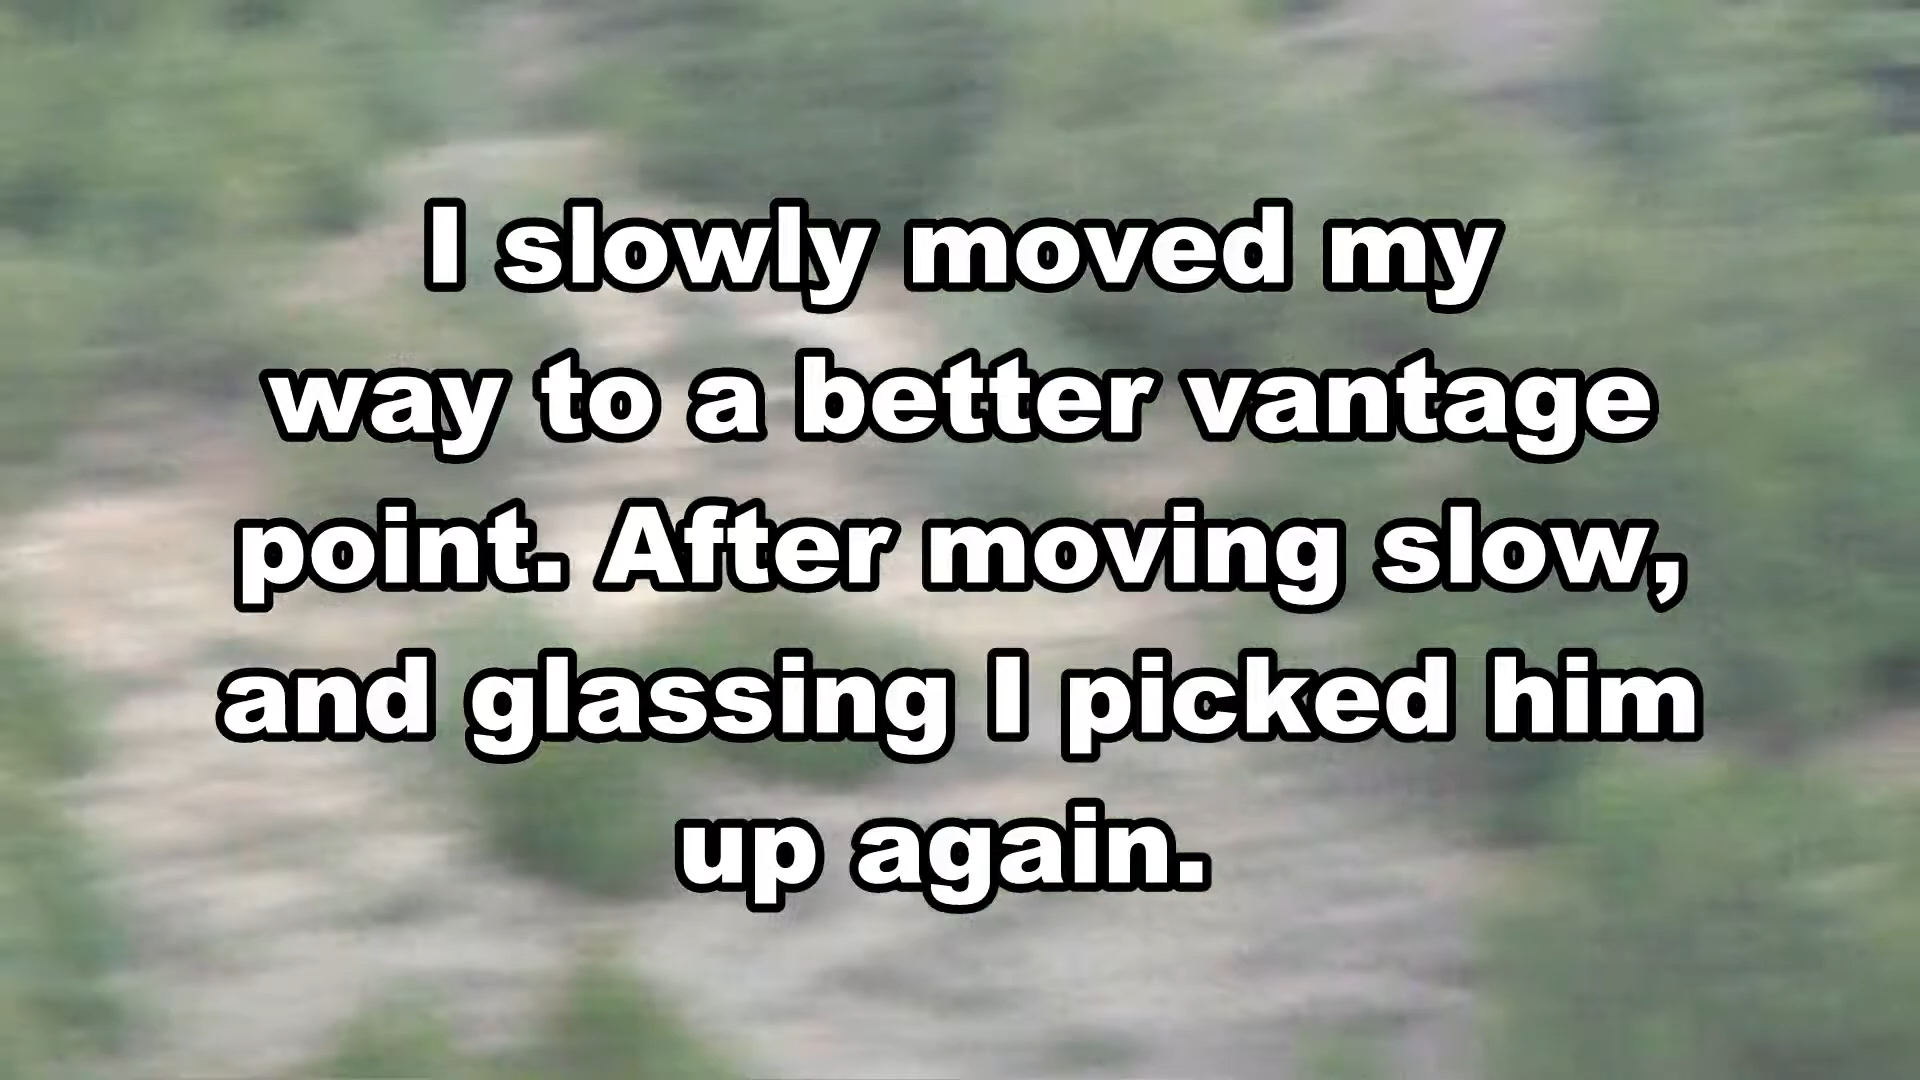 I slowly moved my
way to a better vantage
point. After moving slow,
and glassing I picked him
up again.